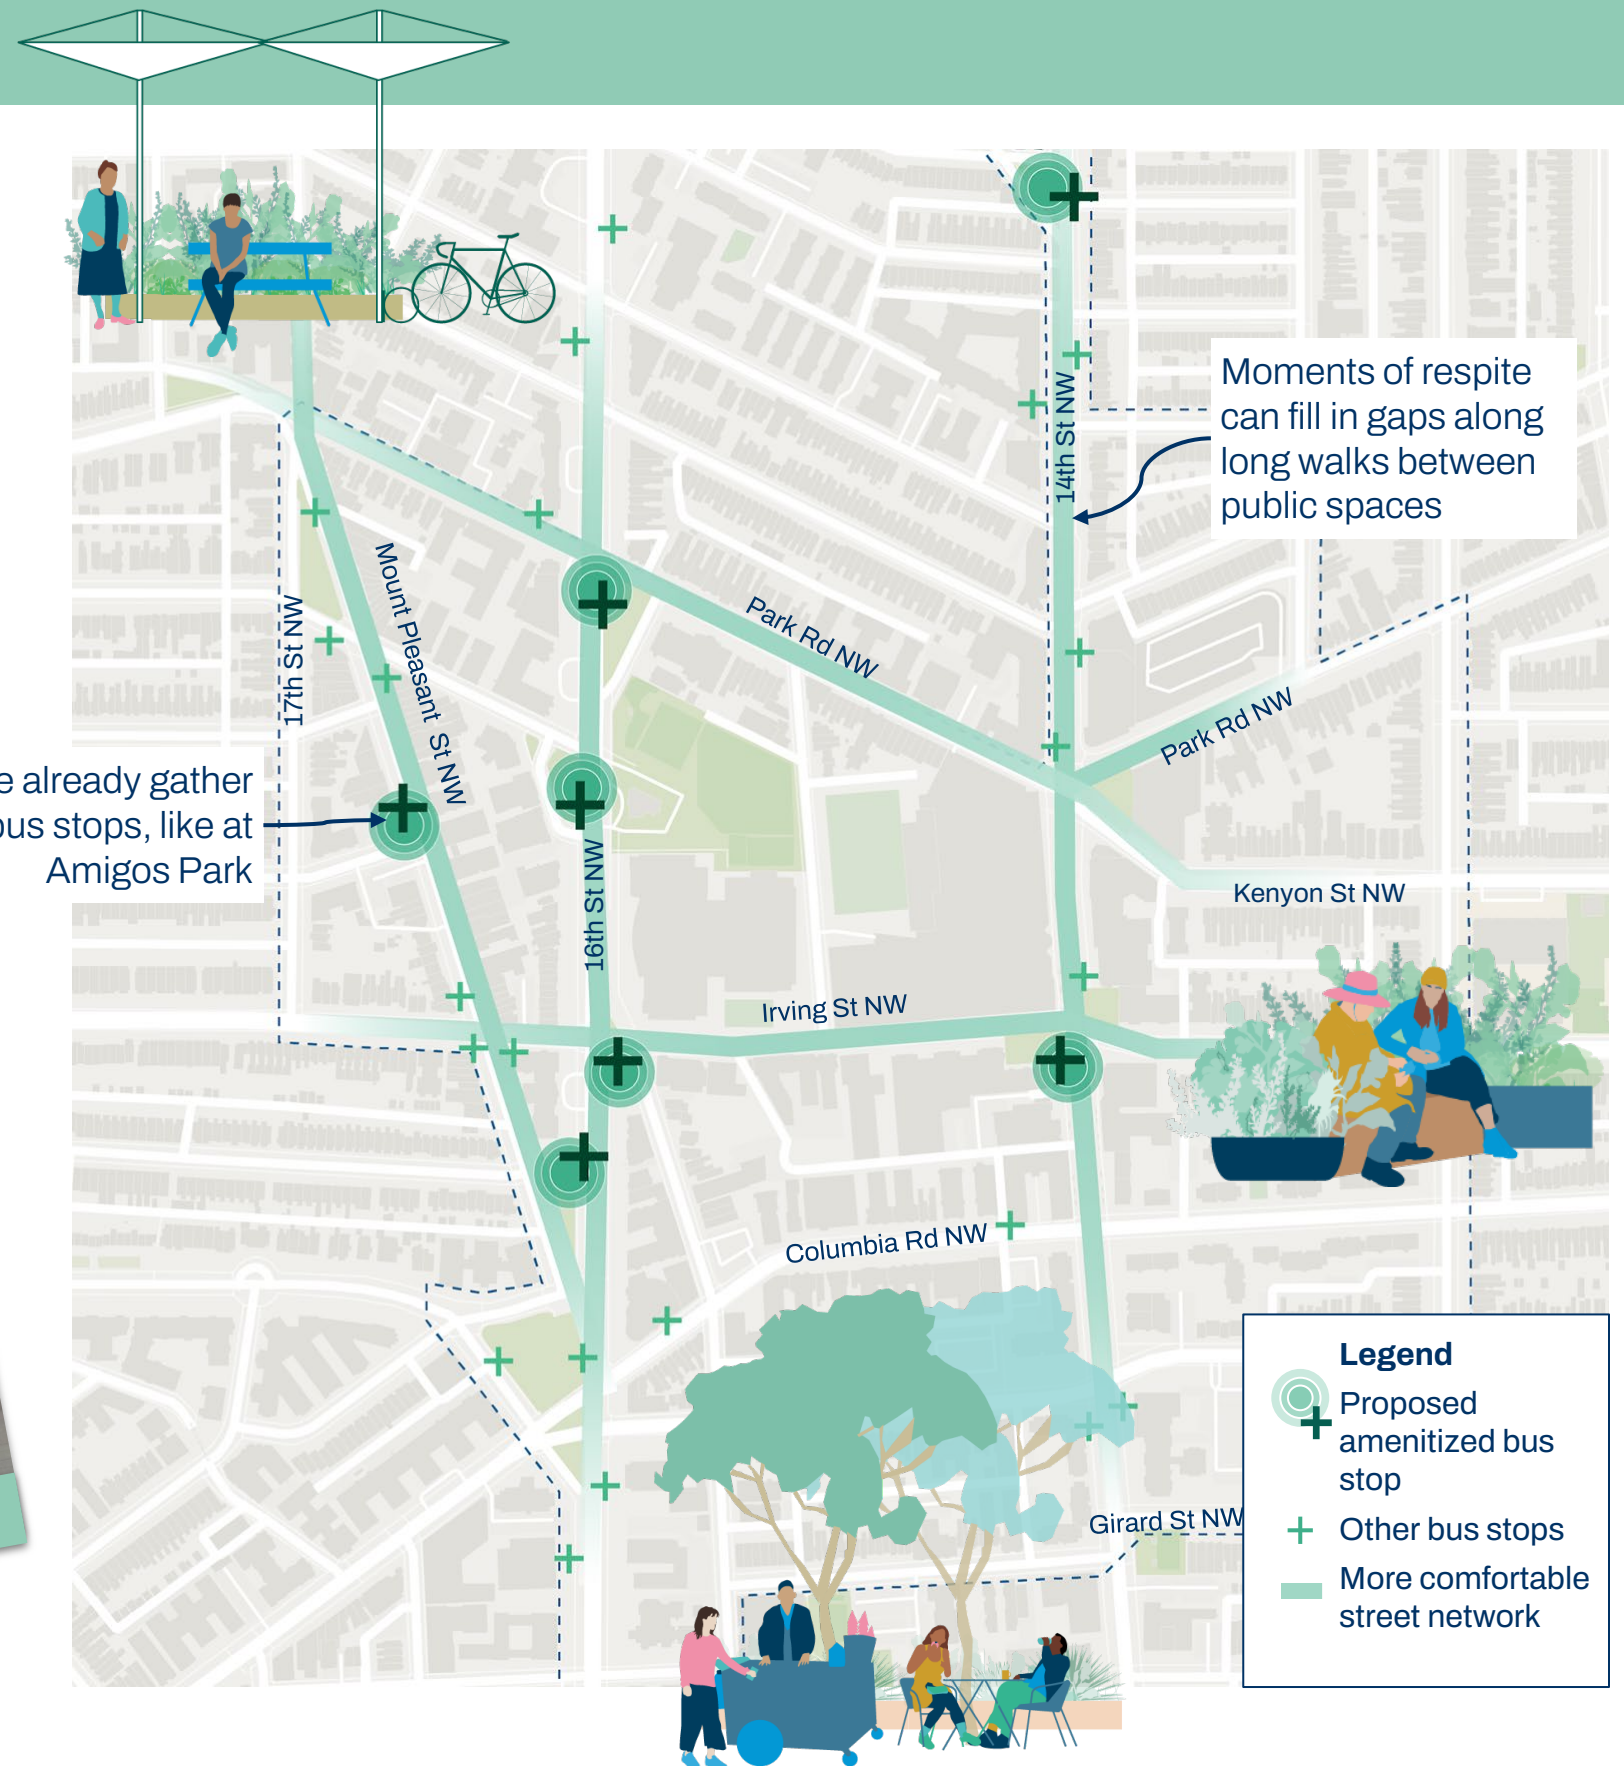 Moments of respite
can fill in gaps along
long walks between
public spaces
14th St NW
Mount Pleasant St NW
17th St NW
Park Rd NW
Park Rd NW
already gather
bus stops, like at
Amigos Park
16th St NW
Kenyon St NW
Irving St NW
Columbia Rd NW
Girard St NW
Legend
Proposed
amenitized bus
stop
Other bus stops
More comfortable
street network